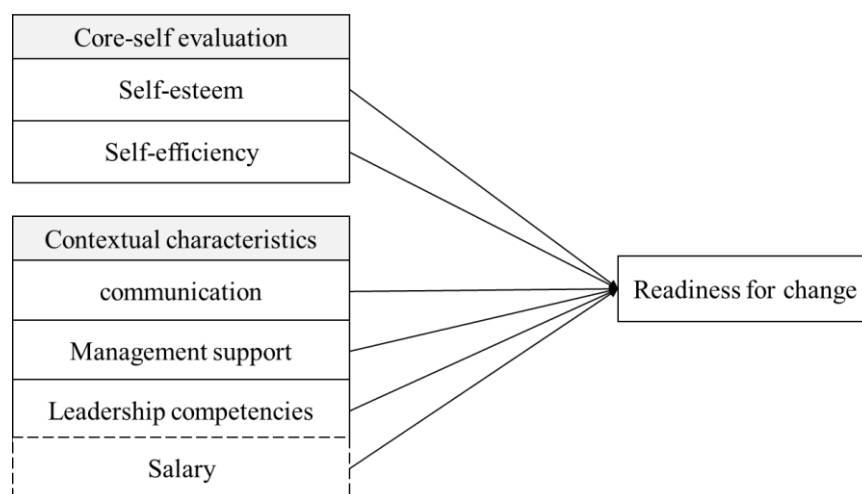 Core-self evaluation
Self-esteem
Self-efficiency
Contextual characteristics
communication
Management support
Leadership competencies
Salary
Readiness for change